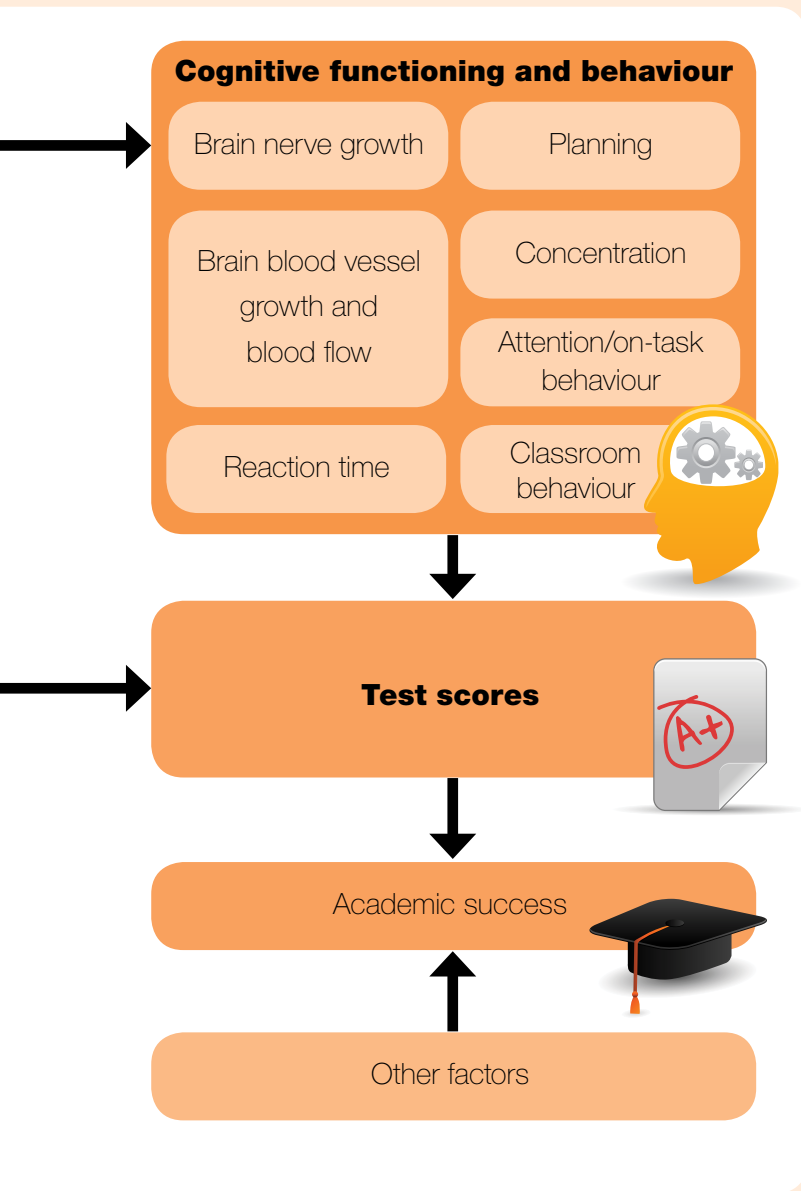 Cognitive functioning and behaviour
Brain nerve growth
Planning
Brain blood vessel
growth and
blood flow
Concentration
Attention/on-task
behaviour
Reaction time
Classroom
behaviour
Test scores
A+
Academic success
Other factors